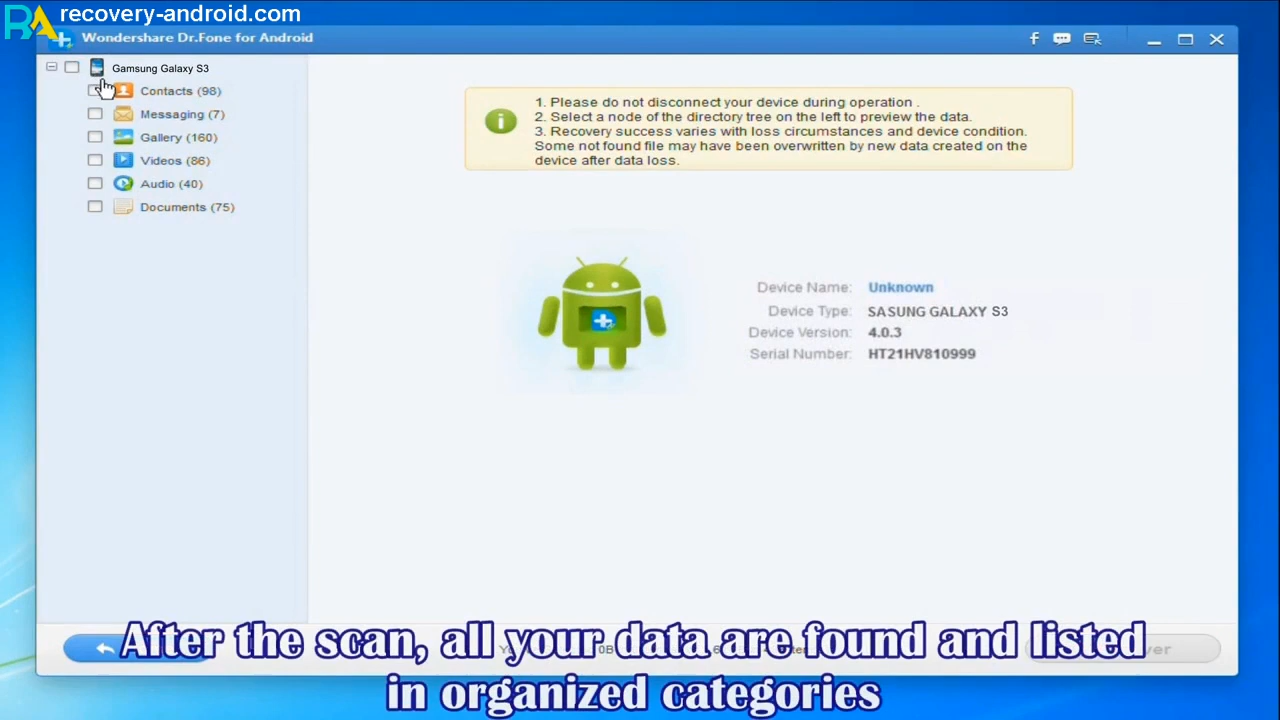 recovery-android.com
RA
Wondershare Dr.Fone for Android
Gamsung Galaxy S3
Contacts (98)
Messaging (7)
Gallery (160)
Videos (86)
Audio (40)
Documents (75)
1. Please do not disconnect your device during operation .
2. Select a node of the directory tree on the left to preview the data.
3. Recovery success varies with loss circumstances and device condition.
Some not found file may have been overwritten by new data created on the
device after data loss.
Device Name: Unknown
Device Type: SASUNG GALAXY S3
Device Version: 4.0.3
Serial Number: HT21HV810999
After the scan, all your data are found and listed
in organized categories